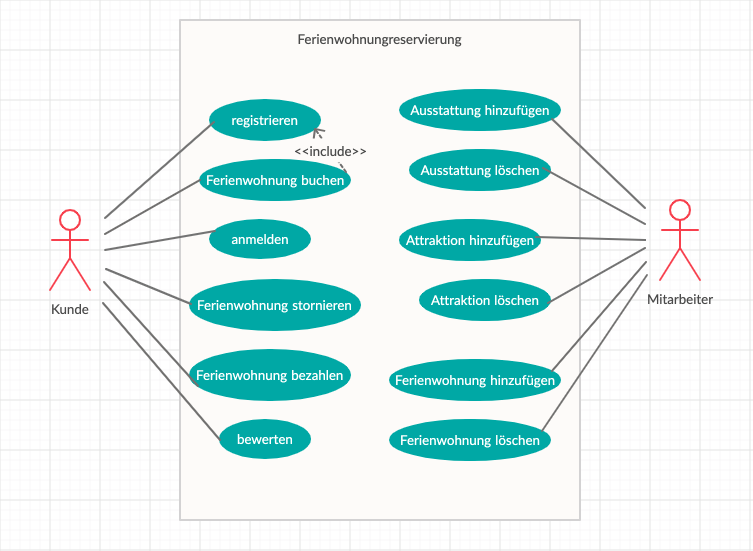 Ferienwohnungreservierung
registrieren
<<include>>
Ferienwohnung buchen
anmelden
Ferienwohnung stornieren
Ferienwohnung bezahlen
bewerten
Kunde
Ausstattung hinzufügen
Ausstattung löschen
Attraktion hinzufügen
Attraktion löschen
Ferienwohnung hinzufügen
Ferienwohnung löschen
Mitarbeiter